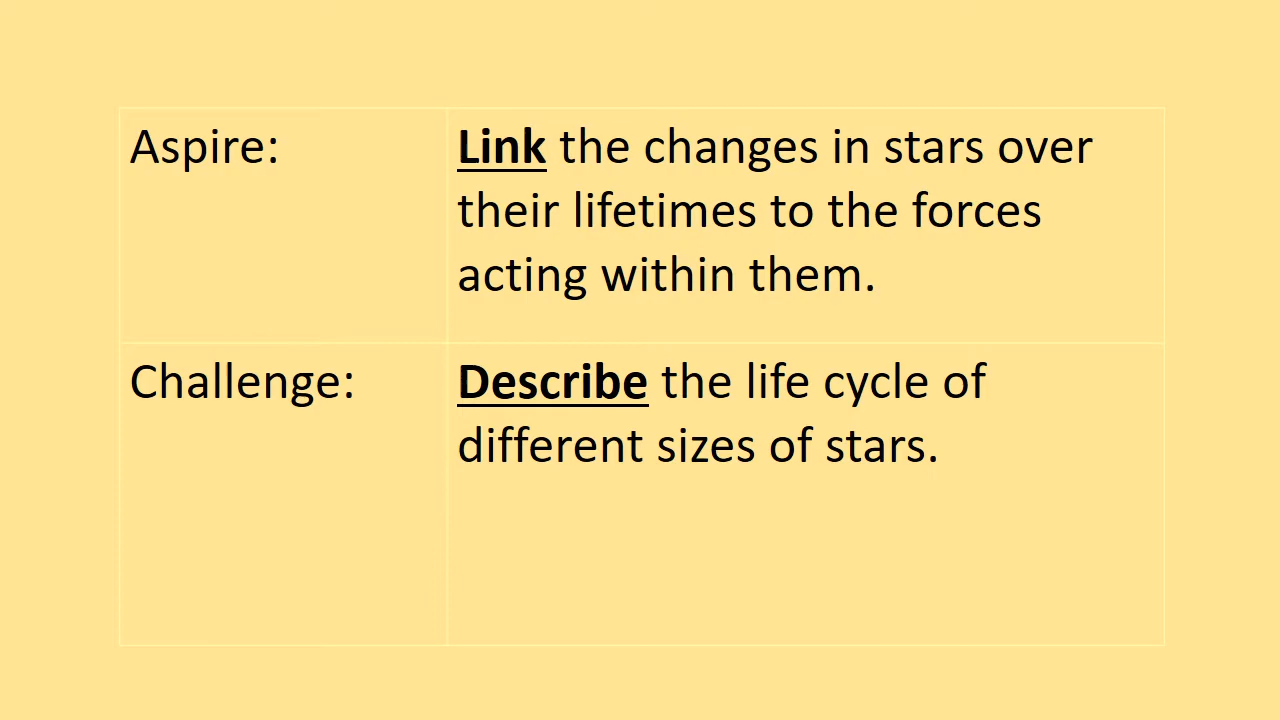 Aspire:
Link the changes in stars over
their lifetimes to the forces
acting within them.
Challenge:
Describe the life cycle of
different sizes of stars.